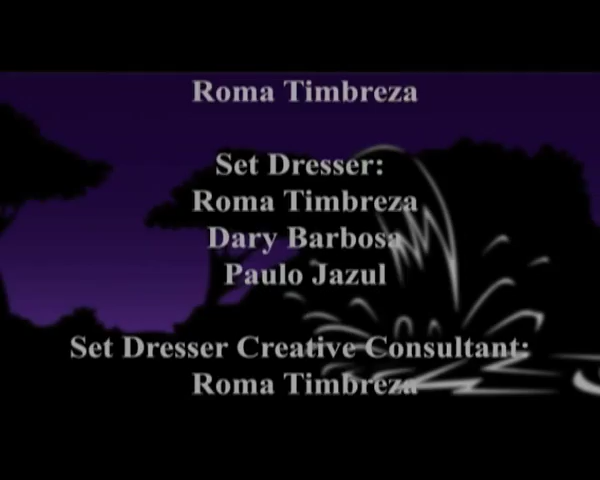 Roma Timbreza
Set Dresser:
Roma Timbreza
Dary Barbosa
Paulo Jazul
Set Dresser Creative Consultant:
Roma Timbreza